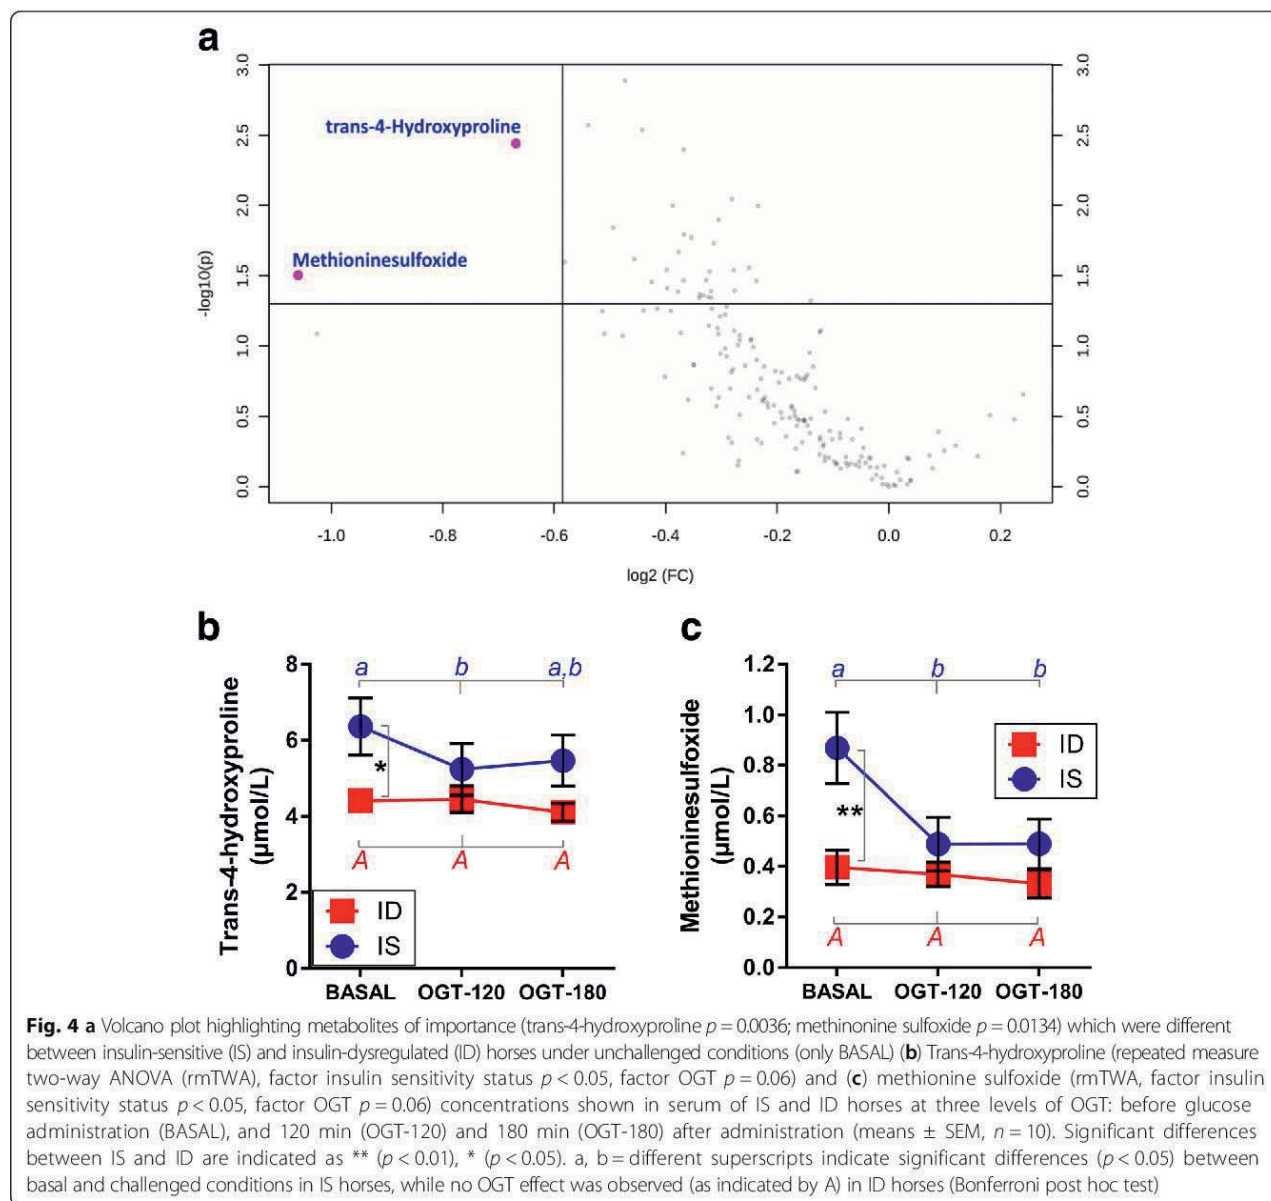 a
3.0
2.5
2.0
1.5
1.0
0.5
0.0
-log10(p)
trans-4-Hydroxyproline
Methioninesulfoxide
3.0
2.5
2.0
1.5
1.0
0.5
0.0
-1.0 -0.8 -0.6 -0.4 -0.2 0.0 0.2
log2 (FC)
b
Trans-4-hydroxyproline
(µmol/L)
8
6
4
2
0
a b a,b
*
A A A
ID
IS
BASAL OGT-120 OGT-180
c
Methioninesulfoxide
(µmol/L)
1.2
1.0
0.8
0.6
0.4
0.2
0.0
a b b
**
A A A
ID
IS
BASAL OGT-120 OGT-180
Fig. 4 a Volcano plot highlighting metabolites of importance (trans-4-hydroxyproline p = 0.0036; methinonine sulfoxide p = 0.0134) which were different
between insulin-sensitive (IS) and insulin-dysregulated (ID) horses under unchallenged conditions (only BASAL) (b) Trans-4-hydroxyproline (repeated measure
two-way ANOVA (rmTWA), factor insulin sensitivity status p < 0.05, factor OGT p = 0.06) and (c) methionine sulfoxide (rmTWA, factor insulin
sensitivity status p < 0.05, factor OGT p = 0.06) concentrations shown in serum of IS and ID horses at three levels of OGT: before glucose
administration (BASAL), and 120 min (OGT-120) and 180 min (OGT-180) after administration (means ± SEM, n = 10). Significant differences
between IS and ID are indicated as ** (p < 0.01), * (p < 0.05). a, b = different superscripts indicate significant differences (p < 0.05) between
basal and challenged conditions in IS horses, while no OGT effect was observed (as indicated by A) in ID horses (Bonferroni post hoc test)